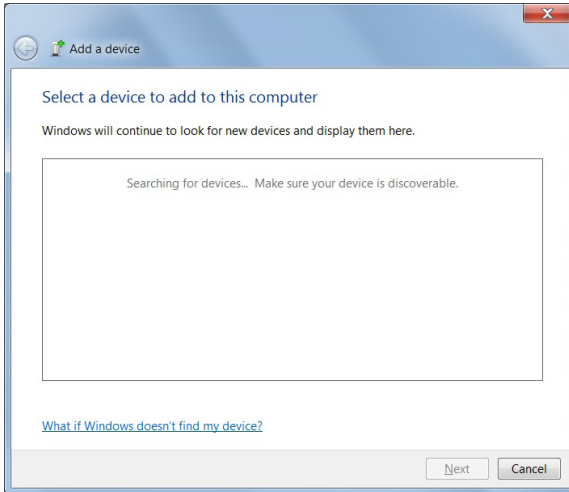 X
Add a device
Select a device to add to this computer
Windows will continue to look for new devices and display them here.
Searching for devices... Make sure your device is discoverable.
What if Windows doesn't find my device?
Next Cancel